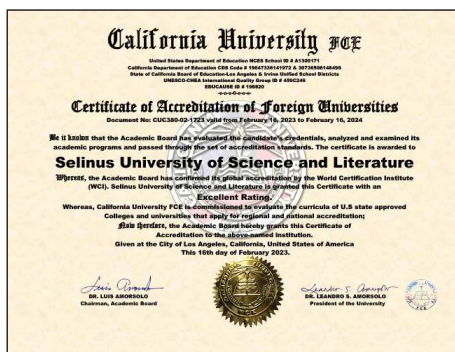 California University FCE
United States Department of Education NCES School ID # A1309171
California Department of Education CDS Code # 19647336141972 & 30736506148495
State of California Board of Education-Los Angeles & Irvine Unified School Districts
UNESCO-CHEA International Quality Group ID # 459C246
EDUCAUSE ID # 196820
-o-o-o-o-o-
Certificate of Accreditation of Foreign Universities
Document No: CUC380-02-1723 valid from February 16, 2023 to February 16, 2024
Be it known that the Academic Board has evaluated the candidate's credentials, analyzed and examined its
academic programs and passed through the set of accreditation standards. The certificate is awarded to
Selinus University of Science and Literature
Whereas, the Academic Board has confirmed its global accreditation by the World Certification Institute
(WCI). Selinus University of Science and Literature is granted this Certificate with an
Excellent Rating.
Whereas, California University FCE is commissioned to evaluate the curricula of U.S state approved
Colleges and universities that apply for regional and national accreditation;
Now therefore, the Academic Board hereby grants this Certificate of
Accreditation to the above-named institution.
Given at the City of Los Angeles, California, United States of America
This 16th day of February 2023.
DR. LUIS AMORSOLO
Chairman, Academic Board
DR. LEANDRO S. AMORSOLO
President of the University